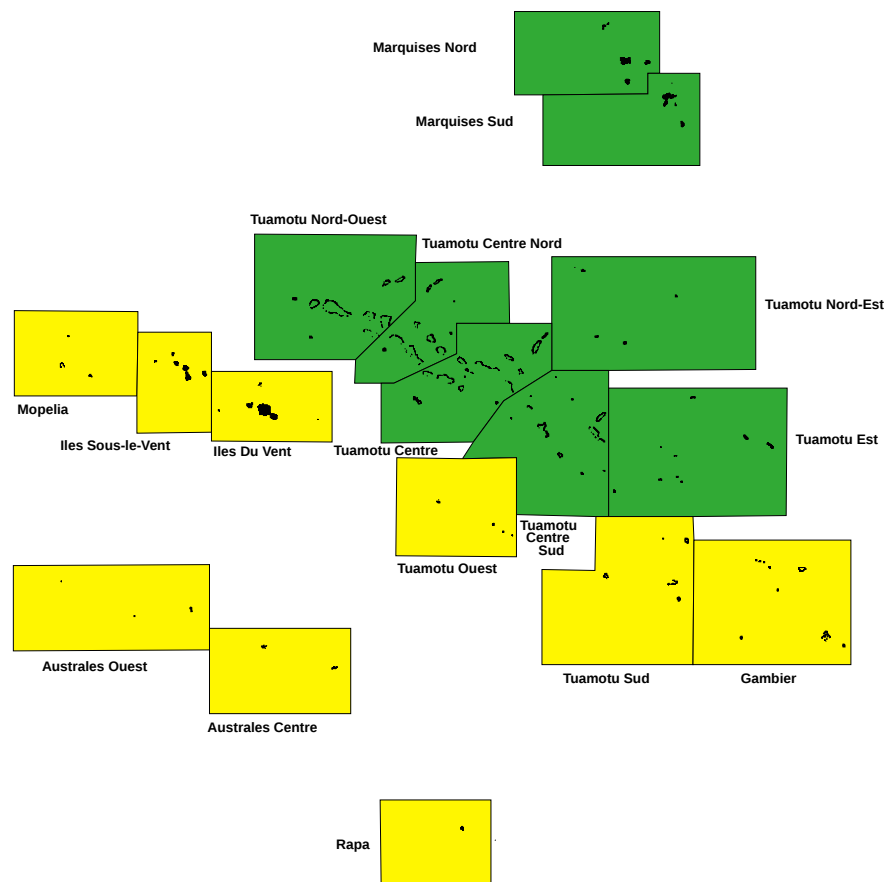 Marquises Nord
Marquises Sud
Tuamotu Nord-Ouest
Tuamotu Centre Nord
Tuamotu Nord-Est
Mopelia
Iles Sous-le-Vent
Iles Du Vent
Tuamotu Centre
Tuamotu Est
Tuamotu
Centre
Sud
Tuamotu Ouest
Australes Ouest
Tuamotu Sud
Gambier
Australes Centre
Rapa